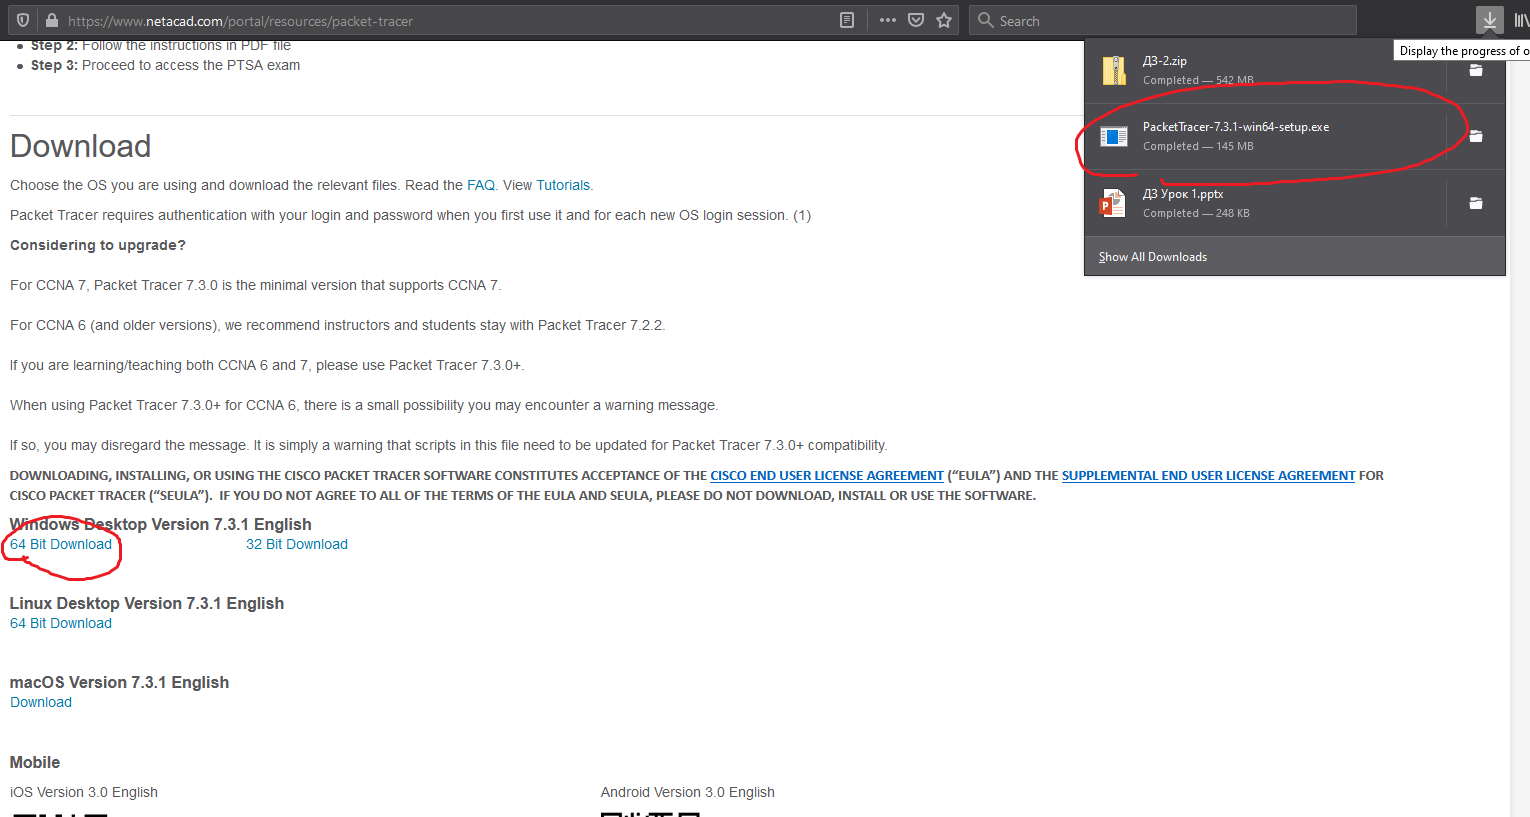 https://www.netacad.com/portal/resources/packet-tracer
Search
Display the progress of o
Step 2: Follow the instructions in PDF file
Step 3: Proceed to access the PTSA exam
ДЗ-2.zip
Completed — 542 MB
PacketTracer-7.3.1-win64-setup.exe
Completed — 145 MB
ДЗ Урок 1.pptx
Completed — 248 KB
Show All Downloads
Download
Choose the OS you are using and download the relevant files. Read the FAQ. View Tutorials.
Packet Tracer requires authentication with your login and password when you first use it and for each new OS login session. (1)
Considering to upgrade?
For CCNA 7, Packet Tracer 7.3.0 is the minimal version that supports CCNA 7.
For CCNA 6 (and older versions), we recommend instructors and students stay with Packet Tracer 7.2.2.
If you are learning/teaching both CCNA 6 and 7, please use Packet Tracer 7.3.0+.
When using Packet Tracer 7.3.0+ for CCNA 6, there is a small possibility you may encounter a warning message.
If so, you may disregard the message. It is simply a warning that scripts in this file need to be updated for Packet Tracer 7.3.0+ compatibility.
DOWNLOADING, INSTALLING, OR USING THE CISCO PACKET TRACER SOFTWARE CONSTITUTES ACCEPTANCE OF THE CISCO END USER LICENSE AGREEMENT (“EULA”) AND THE SUPPLEMENTAL END USER LICENSE AGREEMENT FOR
CISCO PACKET TRACER (“SEULA”). IF YOU DO NOT AGREE TO ALL OF THE TERMS OF THE EULA AND SEULA, PLEASE DO NOT DOWNLOAD, INSTALL OR USE THE SOFTWARE.
Windows Desktop Version 7.3.1 English
64 Bit Download 32 Bit Download
Linux Desktop Version 7.3.1 English
64 Bit Download
macOS Version 7.3.1 English
Download
Mobile
iOS Version 3.0 English Android Version 3.0 English